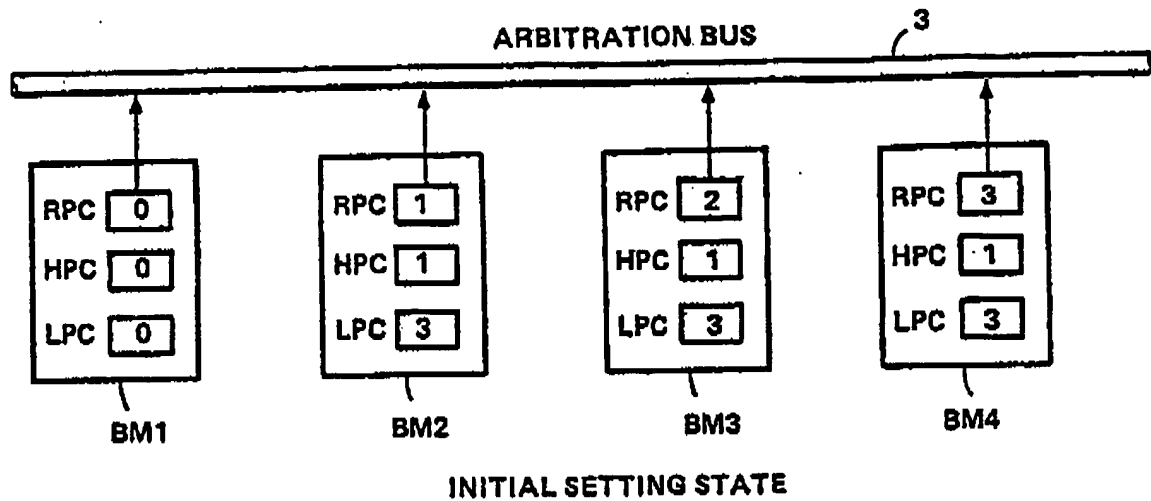 3
ARBITRATION BUS
RPC 0
HPC 0
LPC 0
BM1
RPC 1
HPC 1
LPC 3
BM2
RPC 2
HPC 1
LPC 3
BM3
RPC 3
HPC 1
LPC 3
BM4
INITIAL SETTING STATE